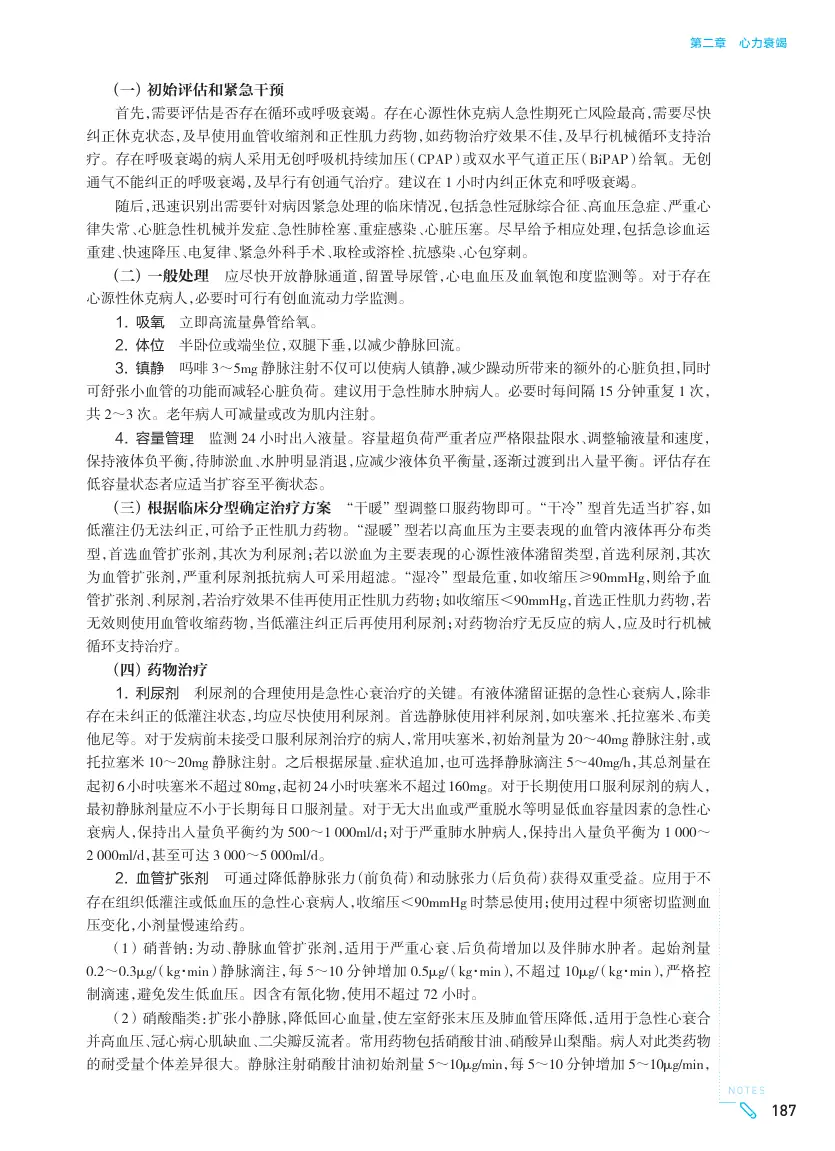 第二章　心力衰竭
（一）初始评估和紧急干预
首先,需要评估是否存在循环或呼吸衰竭。存在心源性休克病人急性期死亡风险最高,需要尽快
纠正休克状态,及早使用血管收缩剂和正性肌力药物,如药物治疗效果不佳,及早行机械循环支持治
疗。存在呼吸衰竭的病人采用无创呼吸机持续加压（CPAP）或双水平气道正压（BiPAP）给氧。无创
通气不能纠正的呼吸衰竭,及早行有创通气治疗。建议在 1 小时内纠正休克和呼吸衰竭。
随后,迅速识别出需要针对病因紧急处理的临床情况,包括急性冠脉综合征、高血压急症、严重心
律失常、心脏急性机械并发症、急性肺栓塞、重症感染、心脏压塞。尽早给予相应处理,包括急诊血运
重建、快速降压、电复律、紧急外科手术、取栓或溶栓、抗感染、心包穿刺。
（二）一般处理　应尽快开放静脉通道,留置导尿管,心电血压及血氧饱和度监测等。对于存在
心源性休克病人,必要时可行有创血流动力学监测。
1. 吸氧　立即高流量鼻管给氧。
2. 体位　半卧位或端坐位,双腿下垂,以减少静脉回流。
3. 镇静　吗啡 3～5mg 静脉注射不仅可以使病人镇静,减少躁动所带来的额外的心脏负担,同时
可舒张小血管的功能而减轻心脏负荷。建议用于急性肺水肿病人。必要时每间隔 15 分钟重复 1 次,
共 2～3 次。老年病人可减量或改为肌内注射。
4. 容量管理　监测 24 小时出入液量。容量超负荷严重者应严格限盐限水、调整输液量和速度,
保持液体负平衡,待肺淤血、水肿明显消退,应减少液体负平衡量,逐渐过渡到出入量平衡。评估存在
低容量状态者应适当扩容至平衡状态。
（三）根据临床分型确定治疗方案　“干暖”型调整口服药物即可。“干冷”型首先适当扩容,如
低灌注仍无法纠正,可给予正性肌力药物。“湿暖”型若以高血压为主要表现的血管内液体再分布类
型,首选血管扩张剂,其次为利尿剂;若以淤血为主要表现的心源性液体潴留类型,首选利尿剂,其次
为血管扩张剂,严重利尿剂抵抗病人可采用超滤。“湿冷”型最危重,如收缩压≥90mmHg,则给予血
管扩张剂、利尿剂,若治疗效果不佳再使用正性肌力药物;如收缩压＜90mmHg,首选正性肌力药物,若
无效则使用血管收缩药物,当低灌注纠正后再使用利尿剂;对药物治疗无反应的病人,应及时行机械
循环支持治疗。
（四）药物治疗
1. 利尿剂　利尿剂的合理使用是急性心衰治疗的关键。有液体潴留证据的急性心衰病人,除非
存在未纠正的低灌注状态,均应尽快使用利尿剂。首选静脉使用袢利尿剂,如呋塞米、托拉塞米、布美
他尼等。对于发病前未接受口服利尿剂治疗的病人,常用呋塞米,初始剂量为 20～40mg 静脉注射,或
托拉塞米 10～20mg 静脉注射。之后根据尿量、症状追加,也可选择静脉滴注 5～40mg/h,其总剂量在
起初 6 小时呋塞米不超过 80mg,起初 24 小时呋塞米不超过 160mg。对于长期使用口服利尿剂的病人,
最初静脉剂量应不小于长期每日口服剂量。对于无大出血或严重脱水等明显低血容量因素的急性心
衰病人,保持出入量负平衡约为 500～1 000ml/d;对于严重肺水肿病人,保持出入量负平衡为 1 000～
2 000ml/d,甚至可达 3 000～5 000ml/d。
2. 血管扩张剂　可通过降低静脉张力（前负荷）和动脉张力（后负荷）获得双重受益。应用于不
存在组织低灌注或低血压的急性心衰病人,收缩压＜90mmHg 时禁忌使用;使用过程中须密切监测血
压变化,小剂量慢速给药。
（1）硝普钠:为动、静脉血管扩张剂,适用于严重心衰、后负荷增加以及伴肺水肿者。起始剂量
0.2～0.3μg/（kg·min）静脉滴注,每 5～10 分钟增加 0.5μg/（kg·min）,不超过 10μg/（kg·min）,严格控
制滴速,避免发生低血压。因含有氰化物,使用不超过 72 小时。
（2）硝酸酯类:扩张小静脉,降低回心血量,使左室舒张末压及肺血管压降低,适用于急性心衰合
并高血压、冠心病心肌缺血、二尖瓣反流者。常用药物包括硝酸甘油、硝酸异山梨酯。病人对此类药物
的耐受量个体差异很大。静脉注射硝酸甘油初始剂量 5～10μg/min,每 5～10 分钟增加 5～10μg/min,
NOTES
187